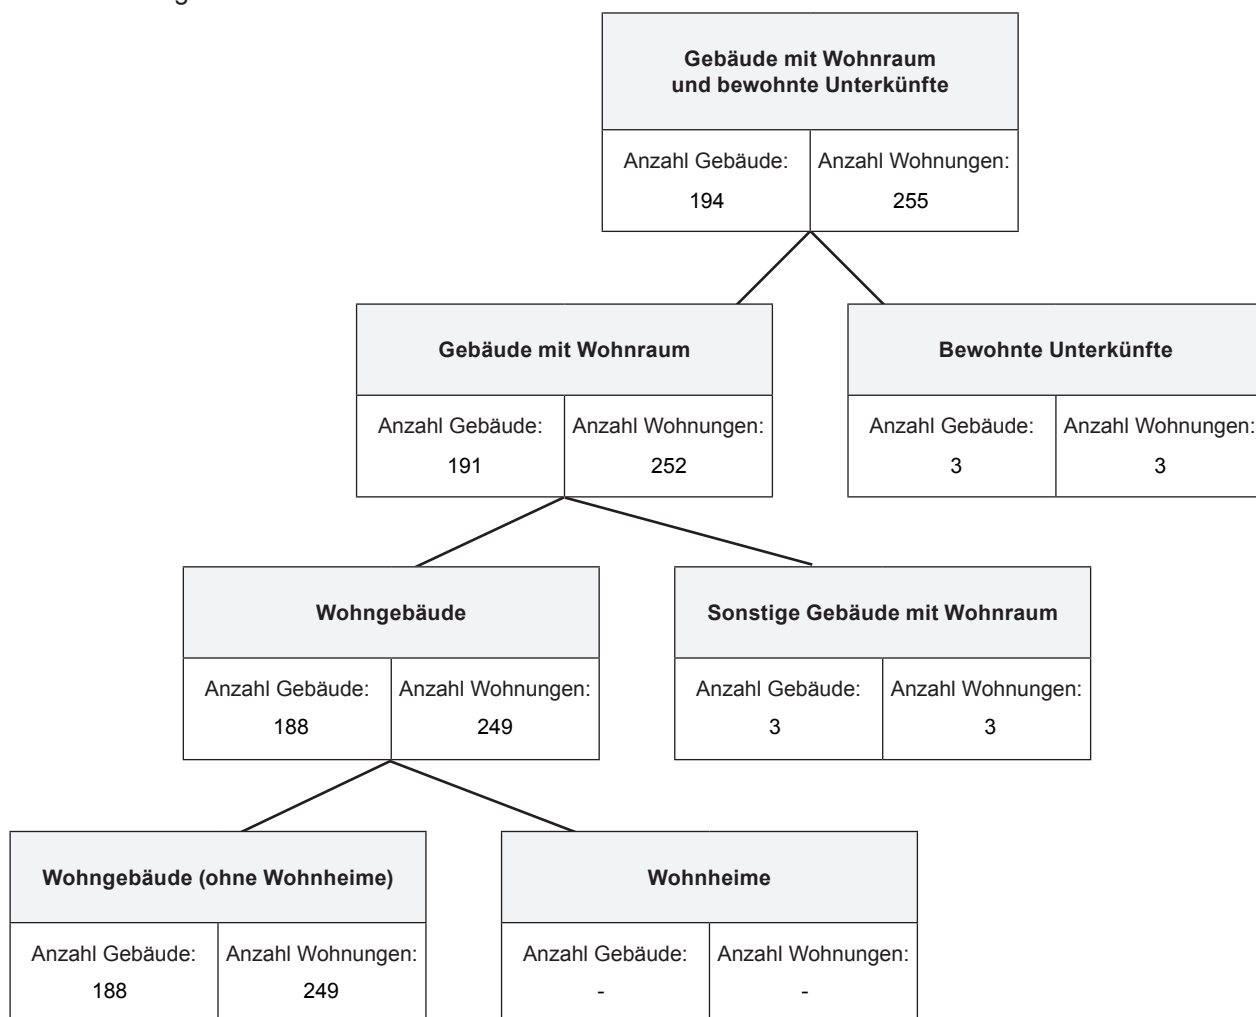 Gebäude mit Wohnraum
und bewohnte Unterkünfte
Anzahl Gebäude: Anzahl Wohnungen:
194 255
Gebäude mit Wohnraum
Anzahl Gebäude: Anzahl Wohnungen:
191 252
Bewohnte Unterkünfte
Anzahl Gebäude: Anzahl Wohnungen:
3 3
Wohngebäude
Anzahl Gebäude: Anzahl Wohnungen:
188 249
Sonstige Gebäude mit Wohnraum
Anzahl Gebäude: Anzahl Wohnungen:
3 3
Wohngebäude (ohne Wohnheime)
Anzahl Gebäude: Anzahl Wohnungen:
188 249
Wohnheime
Anzahl Gebäude: Anzahl Wohnungen:
- -